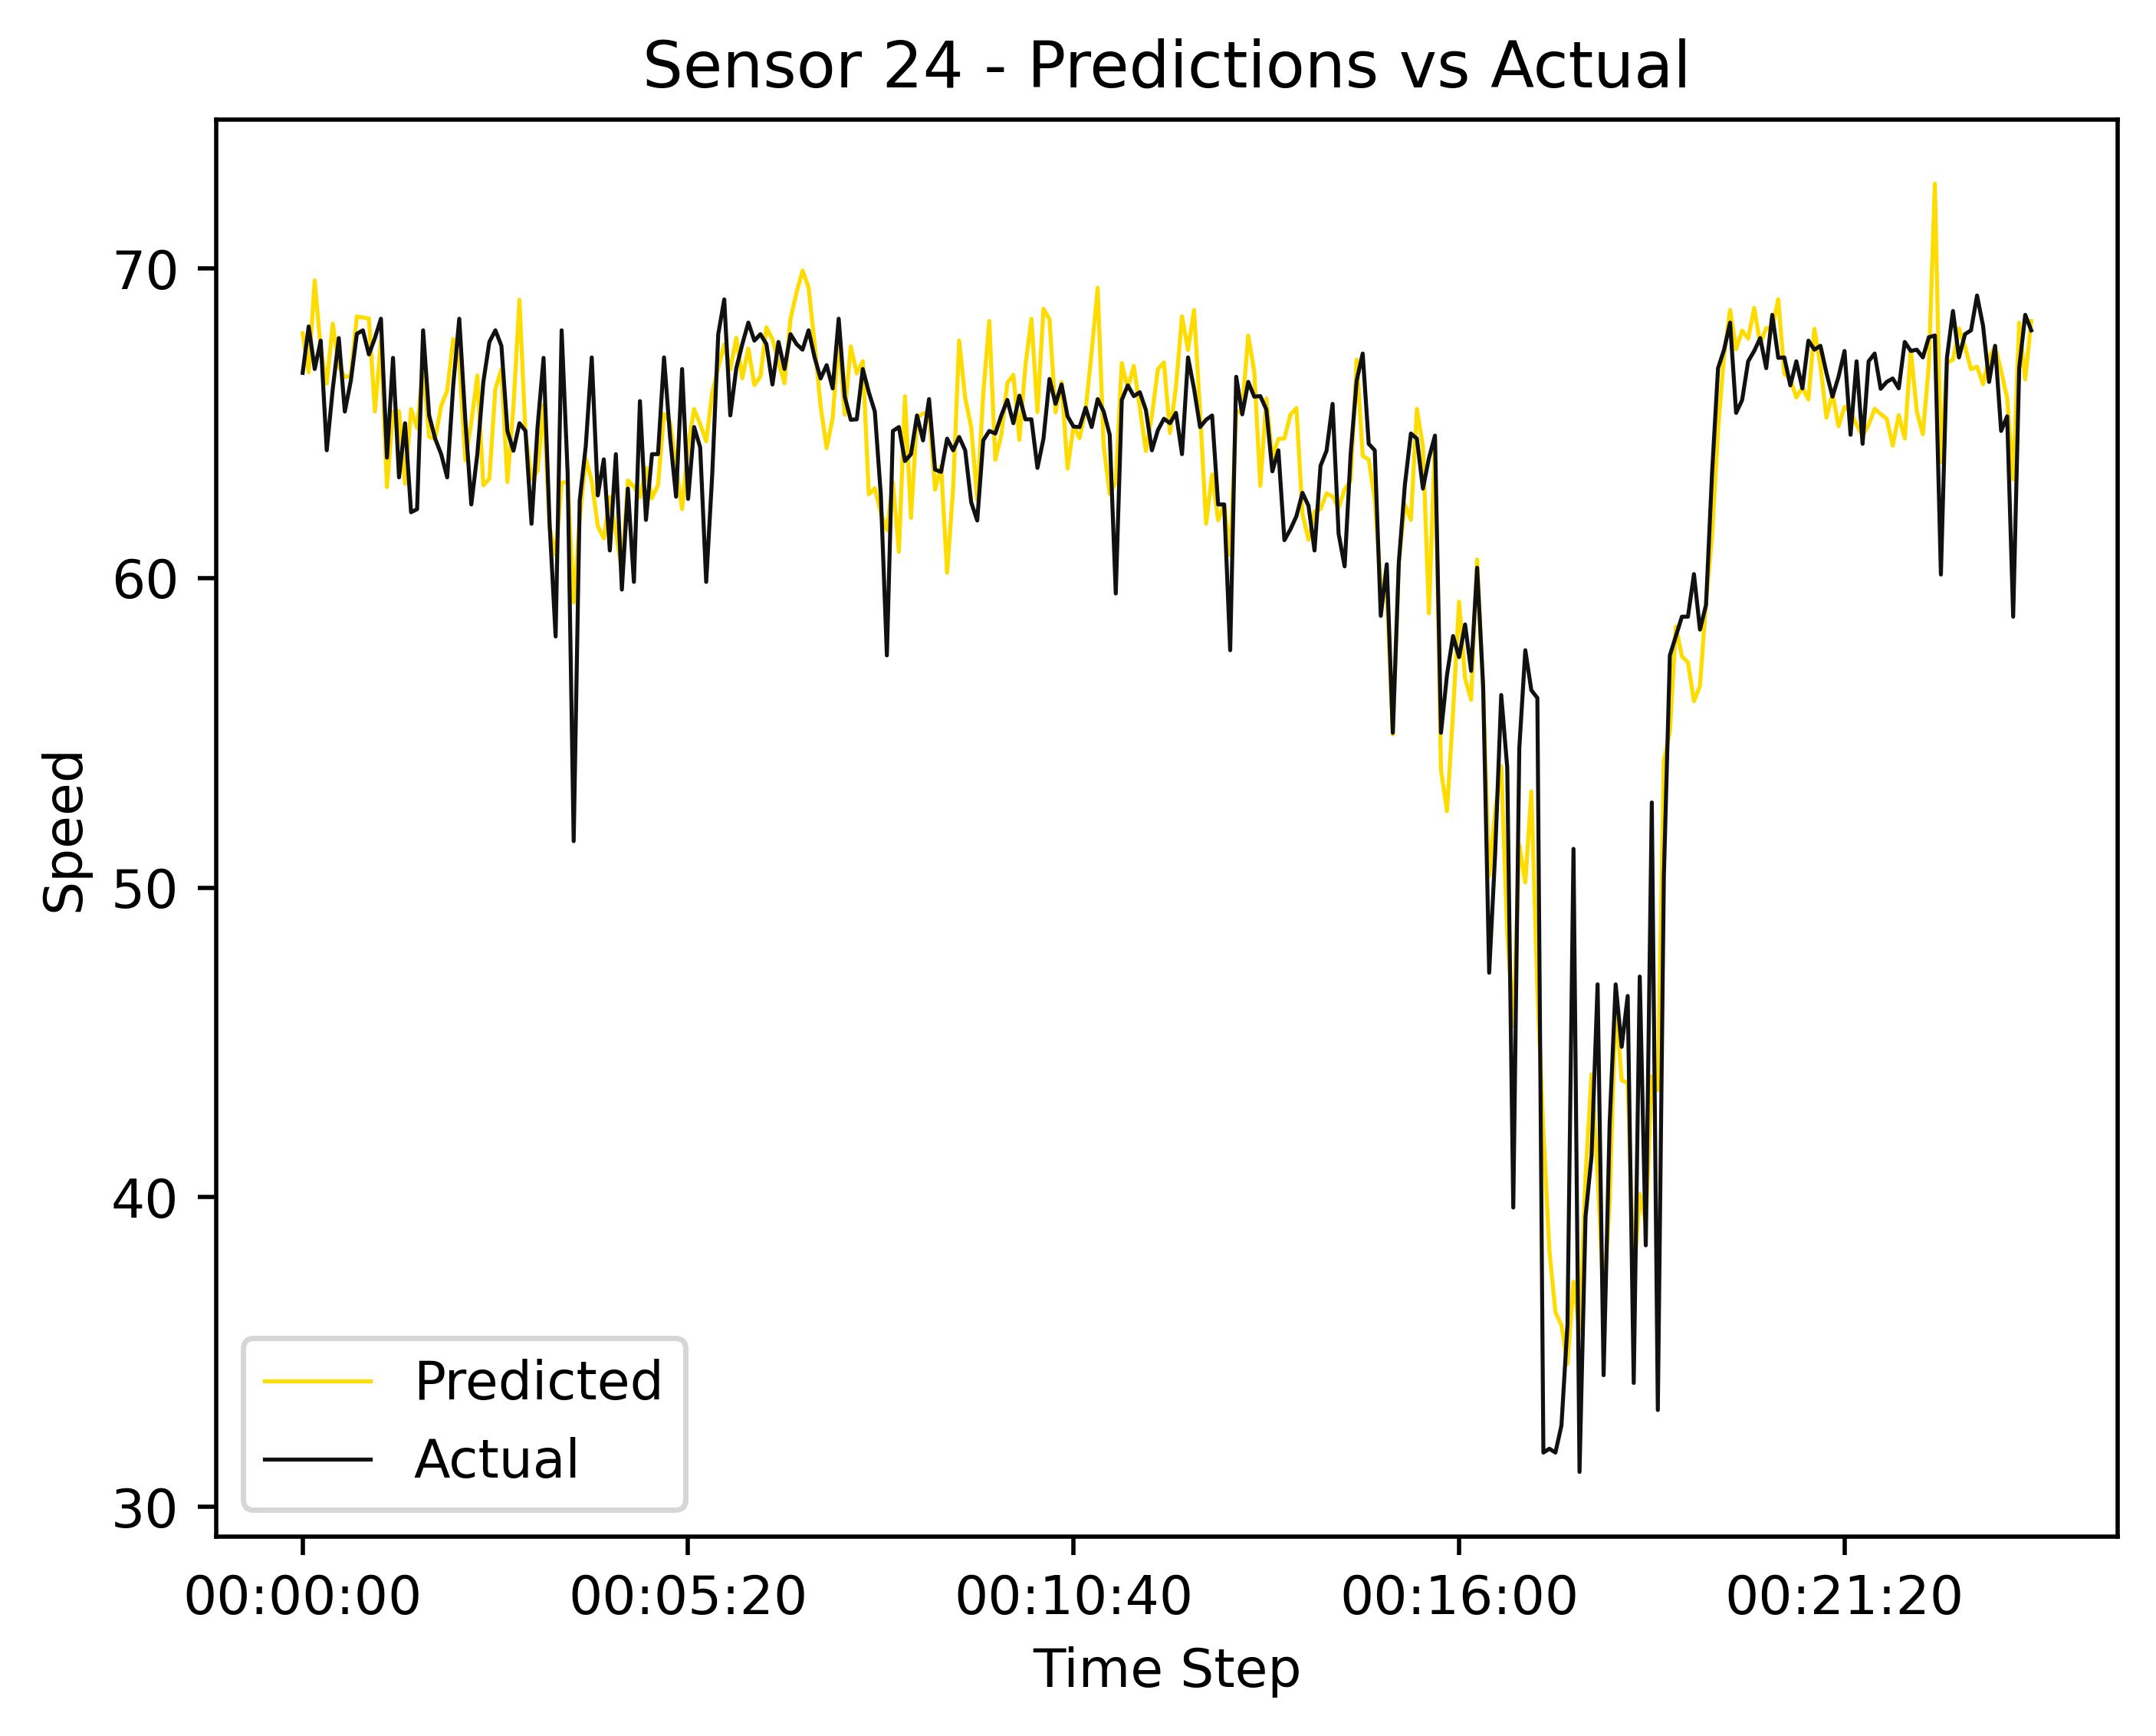 Sensor 24 - Predictions vs Actual
70
60
50
40
30
Speed
Predicted
Actual
00:00:00 00:05:20 00:10:40 00:16:00 00:21:20
Time Step